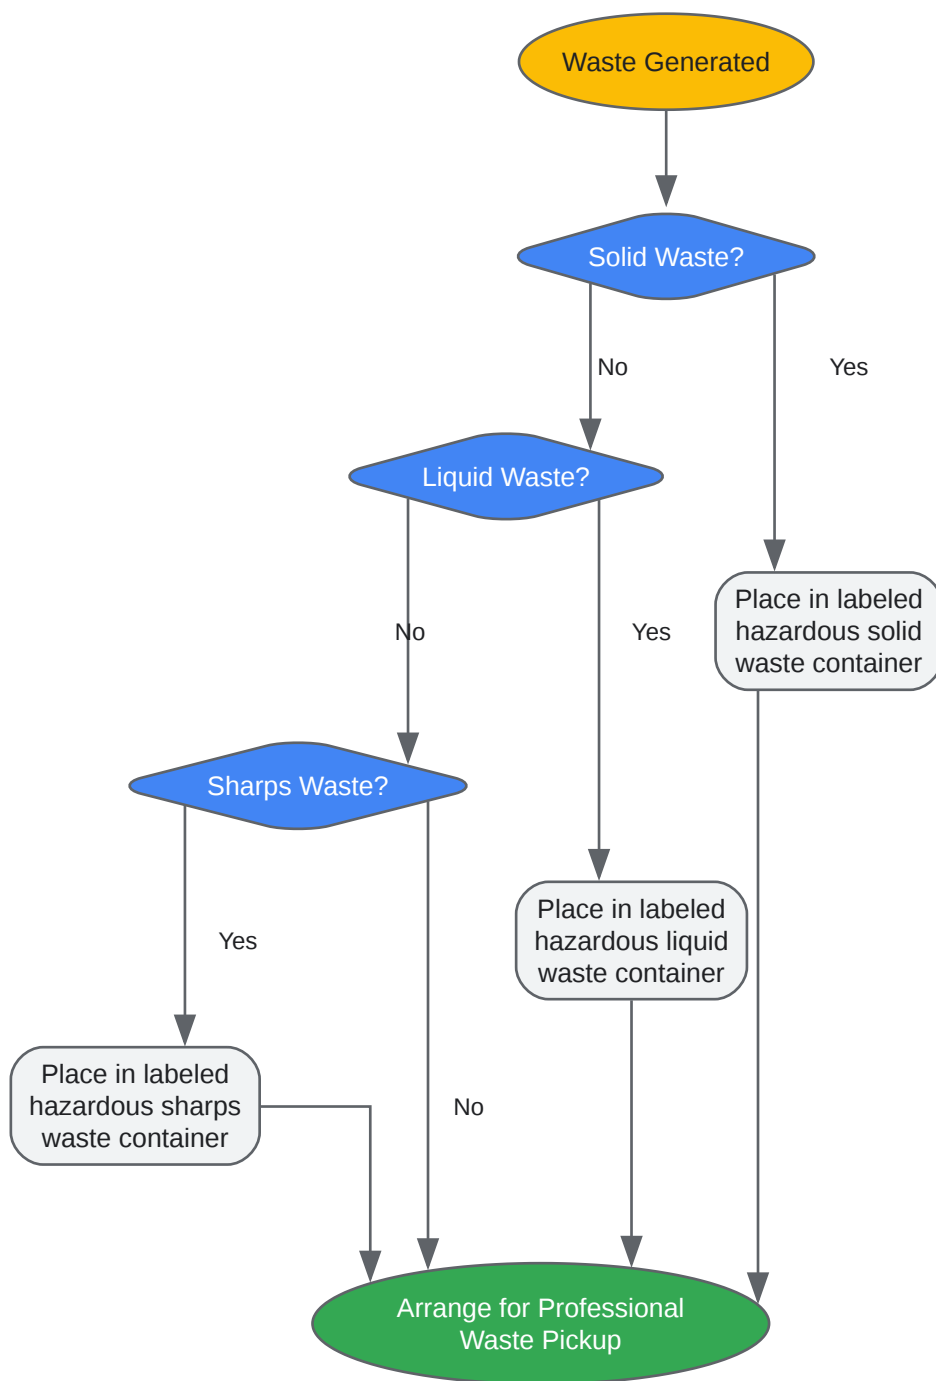 Waste Generated
Solid Waste?
No
Yes
Liquid Waste?
Place in labeled
hazardous solid
waste container
No
Yes
Sharps Waste?
Place in labeled
hazardous liquid
waste container
Yes
Place in labeled
hazardous sharps
waste container
No
Arrange for Professional
Waste Pickup